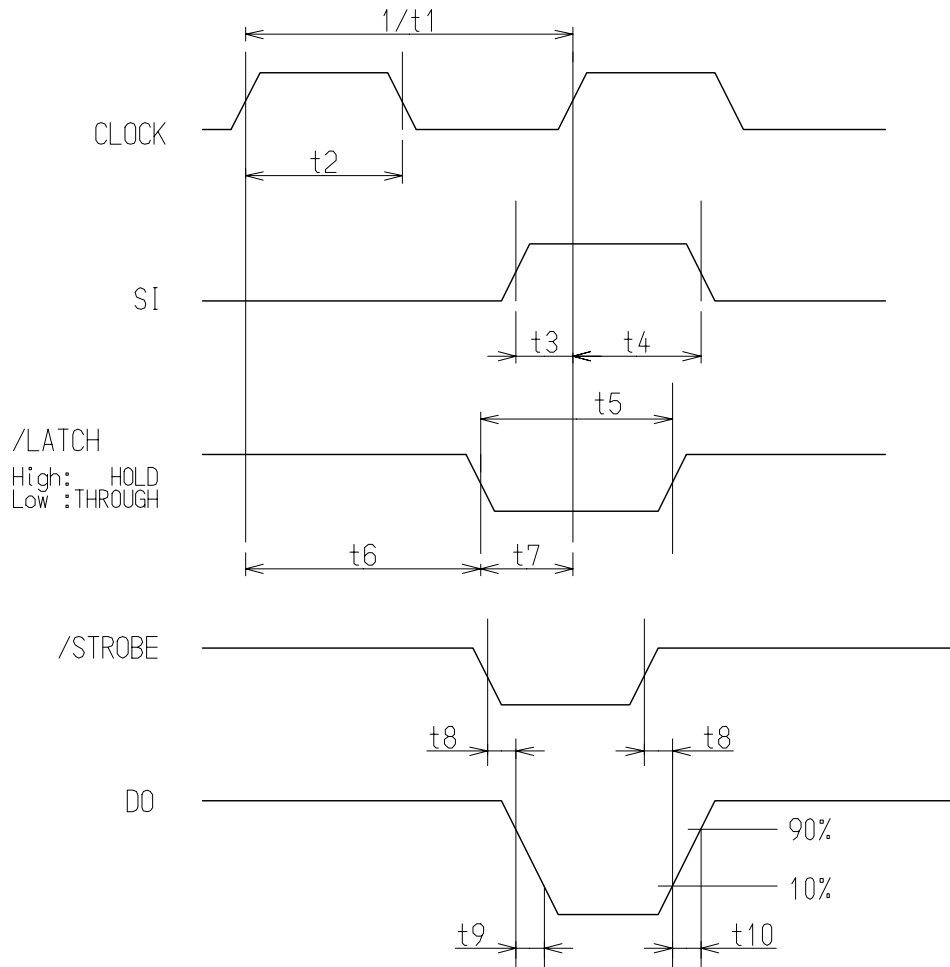 1/t1
CLOCK
t2
SI
t3
t4
t5
/LATCH
High: HOLD
Low :THROUGH
t6
t7
/STROBE
t8
t8
DO
90%
10%
t9
t10